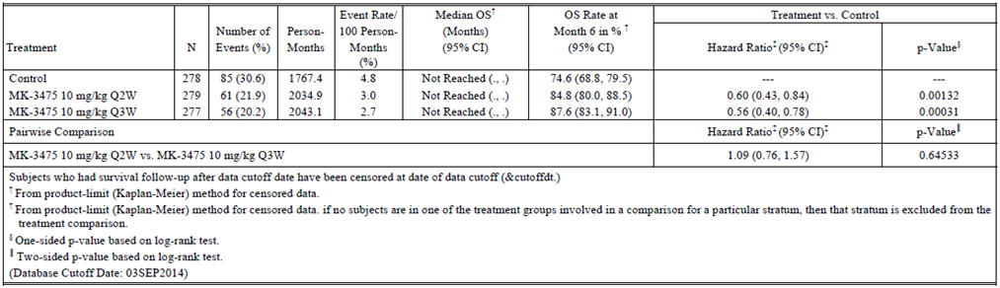 Treatment N Number of Events (%) Person-Months Event Rate/ 100 Person-Months (%) Median OS† (Months) (95% CI) OS Rate at Month 6 in % † (95% CI) Treatment vs. Control
Hazard Ratio‡ (95% CI)‡ p-Value§
Control 278 85 (30.6) 1767.4 4.8 Not Reached (., .) 74.6 (68.8, 79.5) --- ---
MK-3475 10 mg/kg Q2W 279 61 (21.9) 2034.9 3.0 Not Reached (., .) 84.8 (80.0, 88.5) 0.60 (0.43, 0.84) 0.00132
MK-3475 10 mg/kg Q3W 277 56 (20.2) 2043.1 2.7 Not Reached (., .) 87.6 (83.1, 91.0) 0.56 (0.40, 0.78) 0.00031
Pairwise Comparison Hazard Ratio‡ (95% CI)‡ p-Value‖
MK-3475 10 mg/kg Q2W vs. MK-3475 10 mg/kg Q3W 1.09 (0.76, 1.57) 0.64533
Subjects who had survival follow-up after data cutoff date have been censored at date of data cutoff (&cutoffdt.)
† From product-limit (Kaplan-Meier) method for censored data.
† From product-limit (Kaplan-Meier) method for censored data. if no subjects are in one of the treatment groups involved in a comparison for a particular stratum, then that stratum is excluded from the
treatment comparison.
§ One-sided p-value based on log-rank test.
‖ Two-sided p-value based on log-rank test.
(Database Cutoff Date: 03SEP2014)